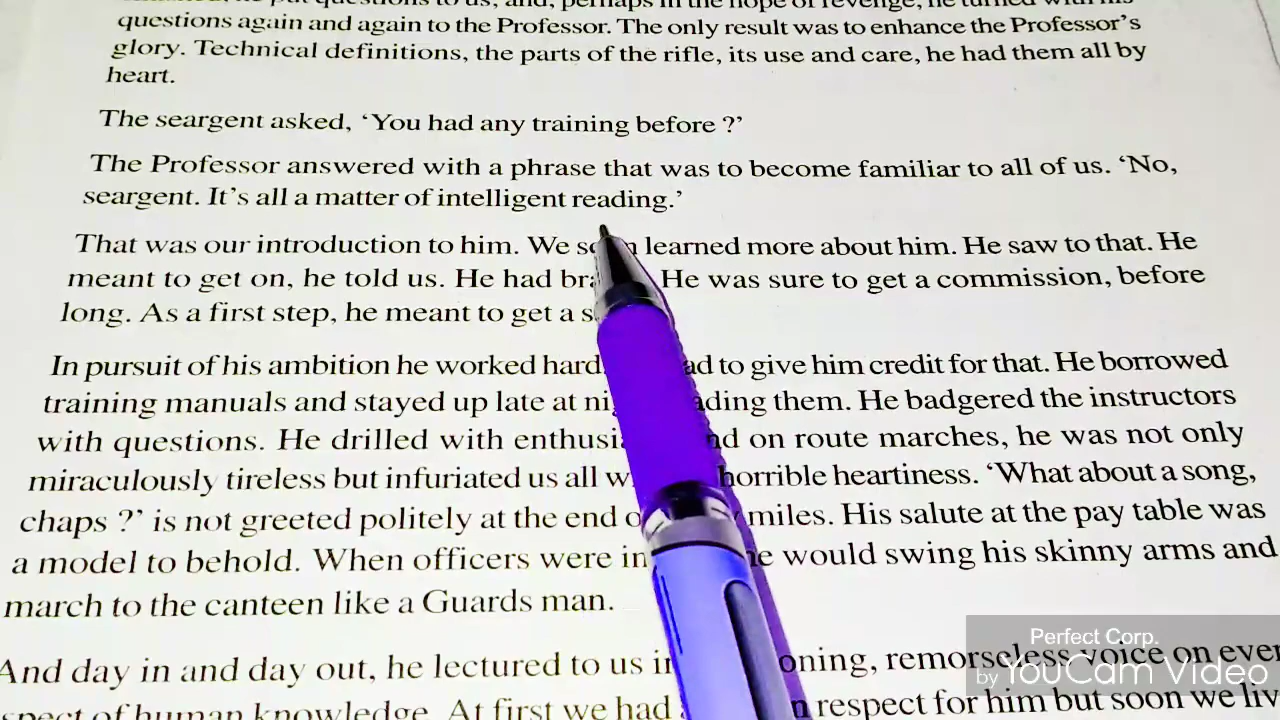 questions again and again to the Professor. The only result was to enhance the Professor's
glory. Technical definitions, the parts of the rifle, its use and care, he had them all by
heart.
The seargent asked, ‘You had any training before ?’
The Professor answered with a phrase that was to become familiar to all of us. ‘No,
seargent. It's all a matter of intelligent reading.’
That was our introduction to him. We learned more about him. He saw to that. He
meant to get on, he told us. He had He was sure to get a commission, before
long. As a first step, he meant to get a
In pursuit of his ambition he worked hard. to give him credit for that. He borrowed
training manuals and stayed up late at them. He badgered the instructors
with questions. He drilled with on route marches, he was not only
miraculously tireless but infuriated us all horrible heartiness. ‘What about a song,
chaps ?’ is not greeted politely at the end miles. His salute at the pay table was
a model to behold. When officers were in would swing his skinny arms and
march to the canteen like a Guards man.
And day in and day out, he lectured to us remorseless voice on
of human knowledge. At first we had respect for him but soon we
Perfect Corp.
by YouCam Video